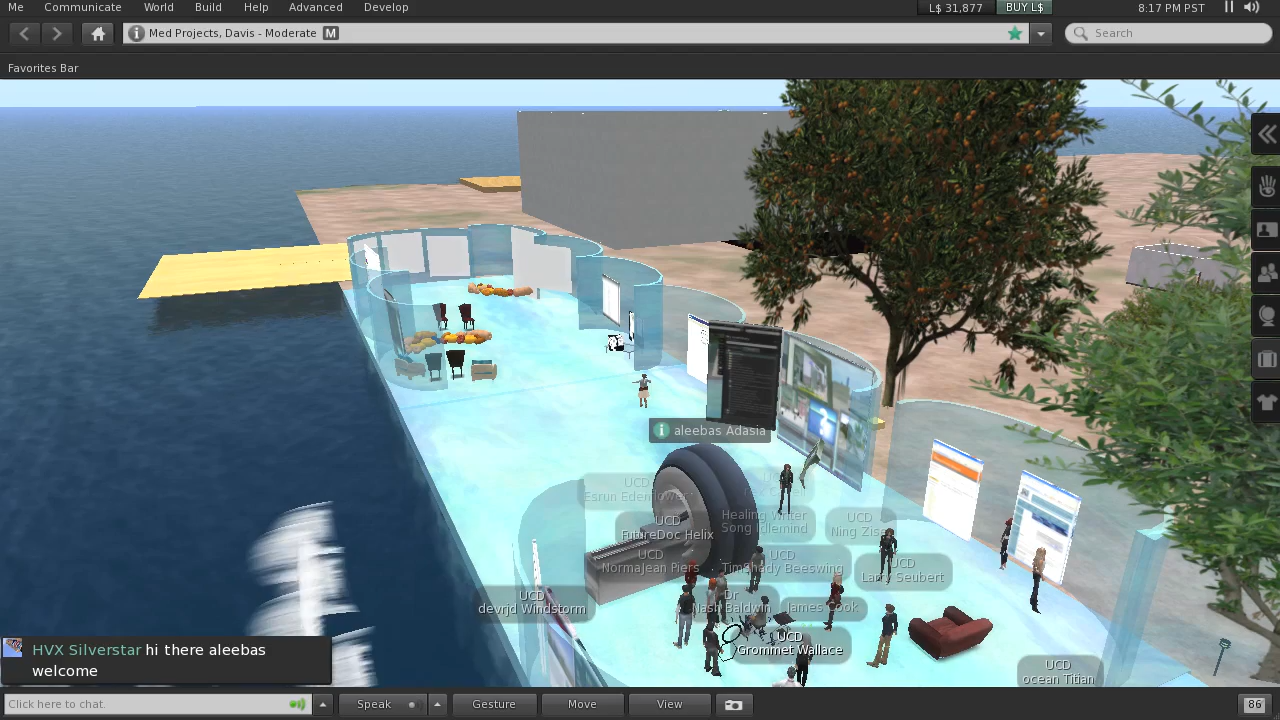 Me Communicate World Build Help Advanced Develop L$ 31,877 BUY L$ 8:17 PM PST
Med Projects, Davis - Moderate M Search
Favorites Bar
aleebas Adasia
UCD
Esrun Edenflower
Healing Writer
Song Idlemind
UCD
FutureDoc Helix
UCD
UCD
NormaJean Piers
UCD
TimShady Beeswing
UCD
Larry Seubert
UCD
devrjd Windstorm
Dr
Nash Baldwin
James Cook
UCD
Grommet Wallace
UCD
ocean Titian
HVX Silverstar hi there aleebas
welcome
Click here to chat. Speak Gesture Move View 86